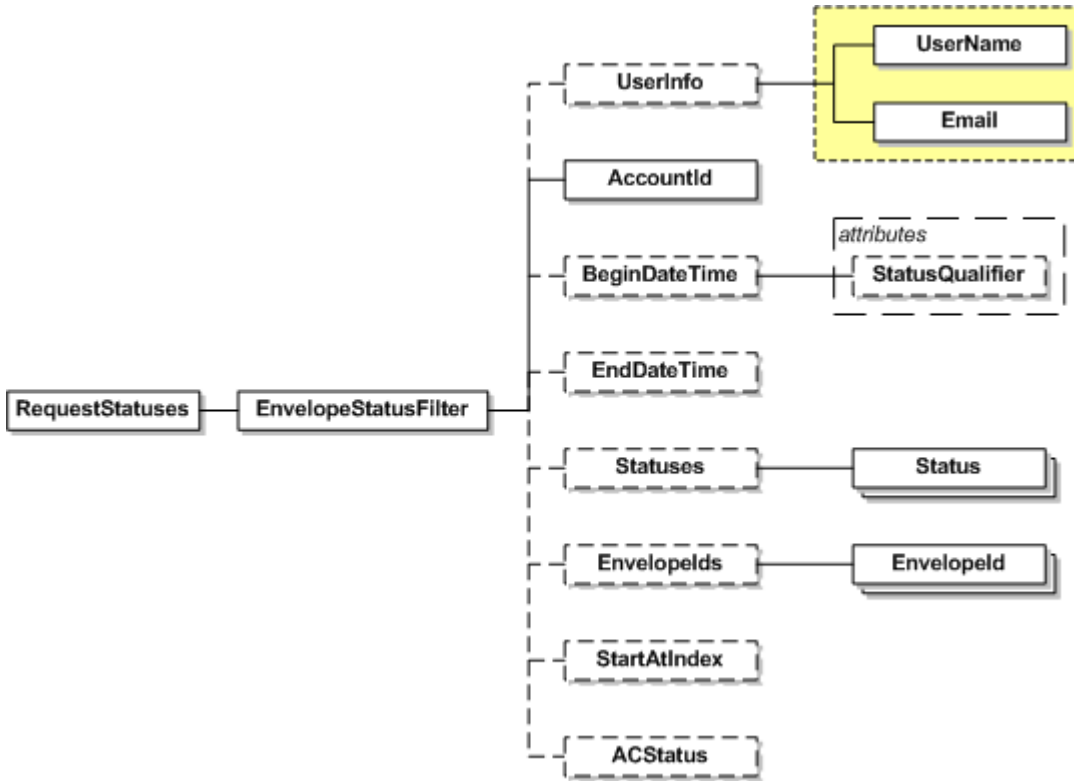 UserName
UserInfo
Email
AccountId
attributes
BeginDateTime
StatusQualifier
EndDateTime
RequestStatuses
EnvelopeStatusFilter
Statuses
Status
EnvelopeIds
EnvelopeId
StartAtIndex
ACStatus